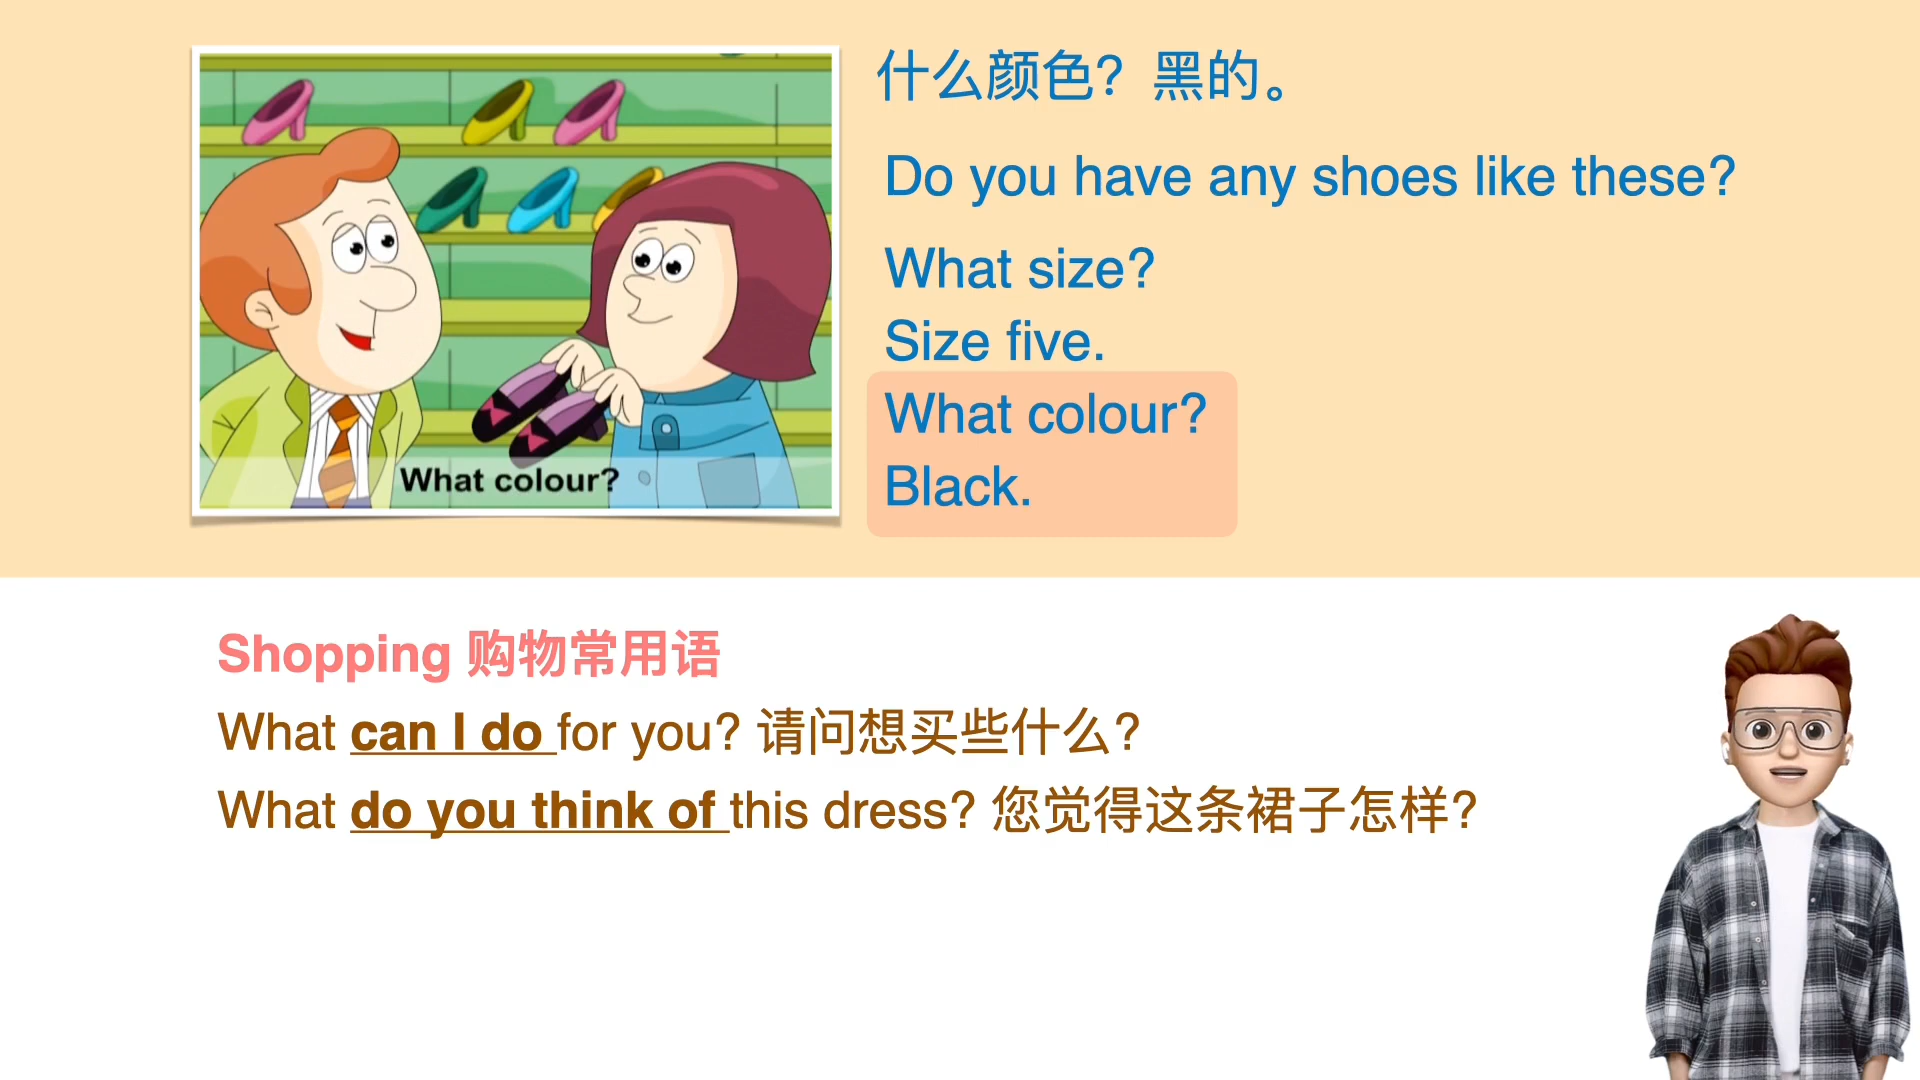 什么颜色？黑的。
Do you have any shoes like these?
What size?
Size five.
What colour?
Black.
What colour?
Shopping 购物常用语
What can I do for you? 请问想买些什么？
What do you think of this dress? 您觉得这条裙子怎样？